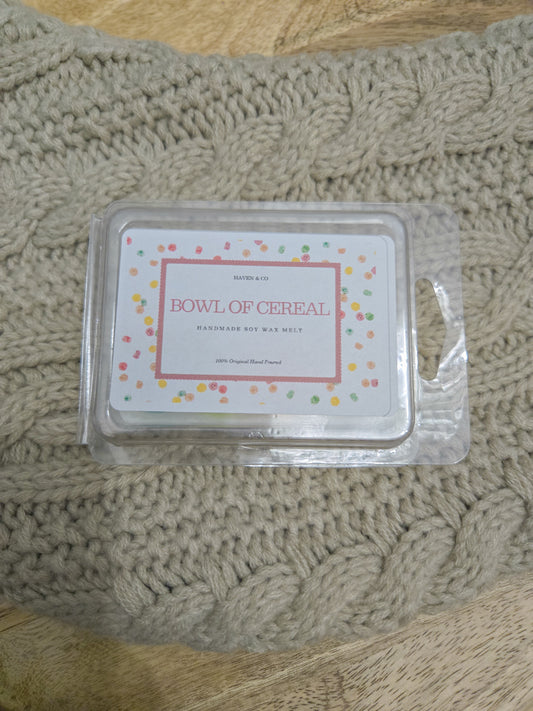 HAVEN & CO
BOWL OF CEREAL
HANDMADE SOY WAX MELT
100% Original Hand Poured